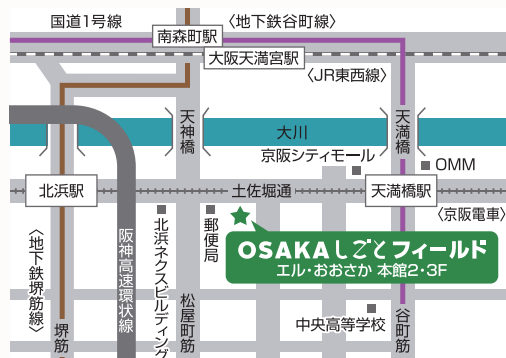 国道1号線
〈地下鉄谷町線〉
南森町駅
大阪天満宮駅
〈JR東西線〉
天神橋
大川
天満橋
京阪シティモール
OMM
北浜駅
土佐堀通
天満橋駅
〈京阪電車〉
〈地下鉄堺筋線〉
阪神高速環状線
北浜ネクスビルディング
郵便局
OSAKAしごとフィールド
エル・おおさか 本館2・3F
松屋町筋
中央高等学校
谷町筋
堺筋